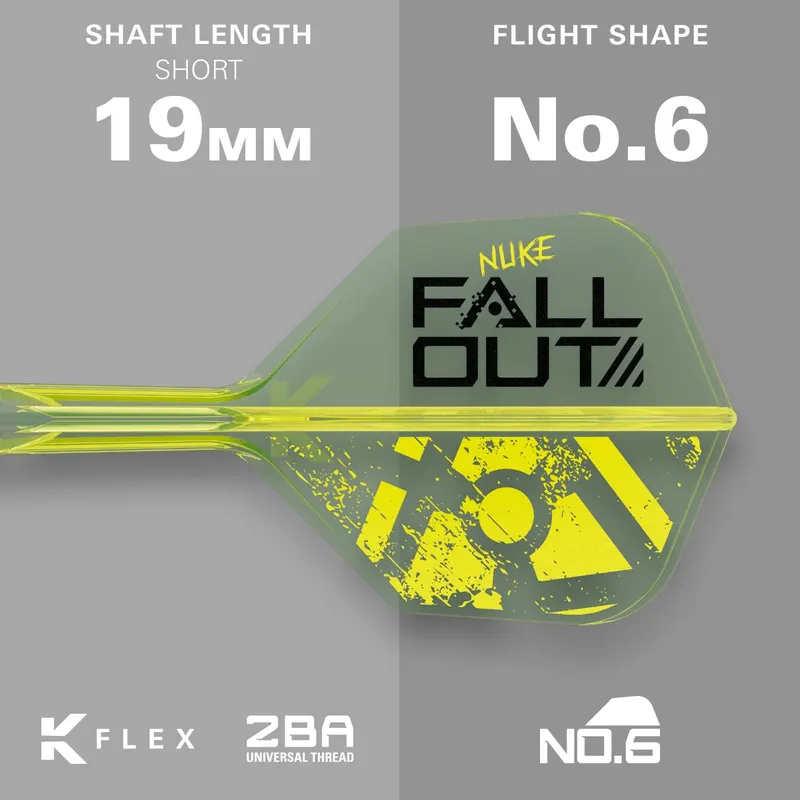 SHAFT LENGTH
SHORT
19MM
FLIGHT SHAPE
No.6
NUKE
FALL
OUT
K
K FLEX
2BA
UNIVERSAL THREAD
NO.6